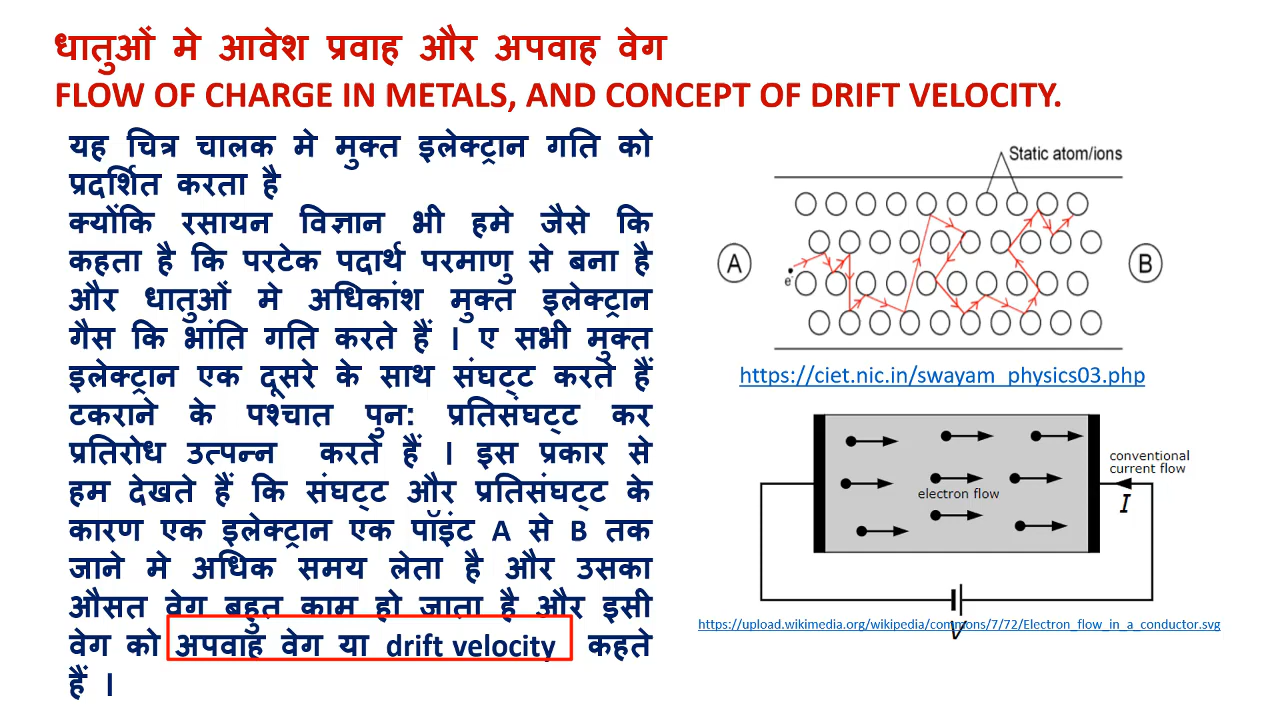 धातुओं मे आवेश प्रवाह और अपवाह वेग
FLOW OF CHARGE IN METALS, AND CONCEPT OF DRIFT VELOCITY.
यह चित्र चालक मे मुक्त इलेक्ट्रान गति को
प्रदर्शित करता है
क्योंकि रसायन विज्ञान भी हमे जैसे कि
कहता है कि परटेक पदार्थ परमाणु से बना है
और धातुओं मे अधिकांश मुक्त इलेक्ट्रान
गैस कि भांति गति करते हैं । ए सभी मुक्त
इलेक्ट्रान एक दूसरे के साथ संघट्ट करते हैं
टकराने के पश्चात पुन: प्रतिसंघट्ट कर
प्रतिरोध उत्पन्न करते हैं । इस प्रकार से
हम देखते हैं कि संघट्ट और प्रतिसंघट्ट के
कारण एक इलेक्ट्रान एक पॉइंट A से B तक
जाने मे अधिक समय लेता है और उसका
औसत वेग बहुत काम हो जाता है और इसी
वेग को अपवाह वेग या drift velocity कहते
हैं ।
Static atom/ions
A
B
e-
https://ciet.nic.in/swayam_physics03.php
electron flow
conventional
current flow
I
https://upload.wikimedia.org/wikipedia/commons/7/72/Electron_flow_in_a_conductor.svg
V